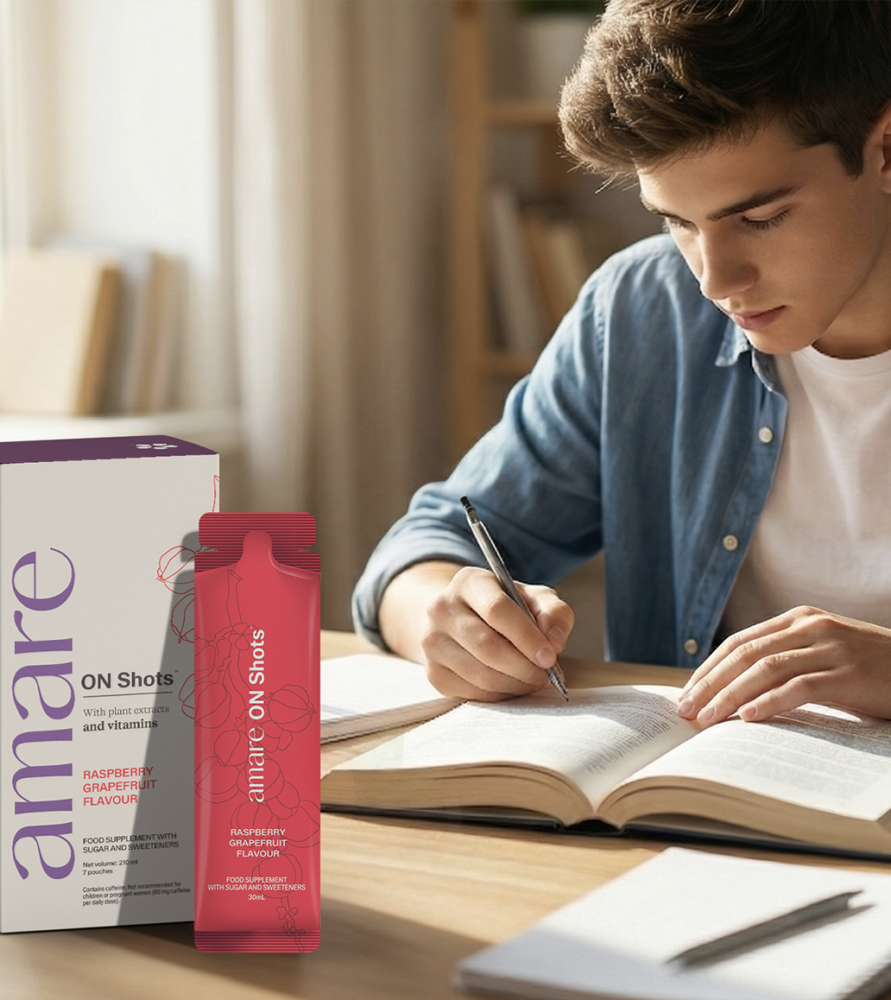 amare
ON Shots™
With plant extracts
and vitamins
RASPBERRY
GRAPEFRUIT
FLAVOUR
FOOD SUPPLEMENT WITH
SUGAR AND SWEETENERS
Net volume: 210 ml
7 pouches
Contains caffeine. Not recommended for
children or pregnant women (80 mg caffeine
per daily dose).
amare ON Shots
RASPBERRY
GRAPEFRUIT
FLAVOUR
FOOD SUPPLEMENT
WITH SUGAR AND SWEETENERS
30mL